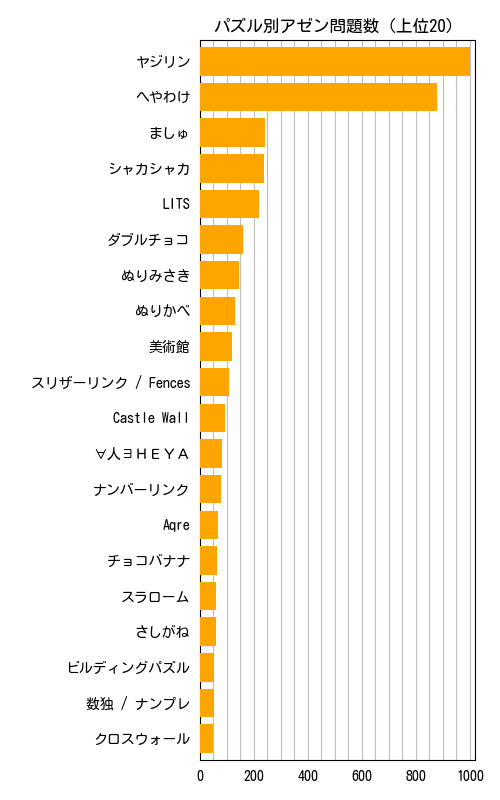 パズル別アゼン問題数（上位20）
ヤジリン
へやわけ
ましゅ
シャカシャカ
LITS
ダブルチョコ
ぬりみさき
ぬりかべ
美術館
スリザーリンク / Fences
Castle Wall
∀人∃ＨＥＹＡ
ナンバーリンク
Aqre
チョコバナナ
スラローム
さしがね
ビルディングパズル
数独 / ナンプレ
クロスウォール
0 200 400 600 800 1000